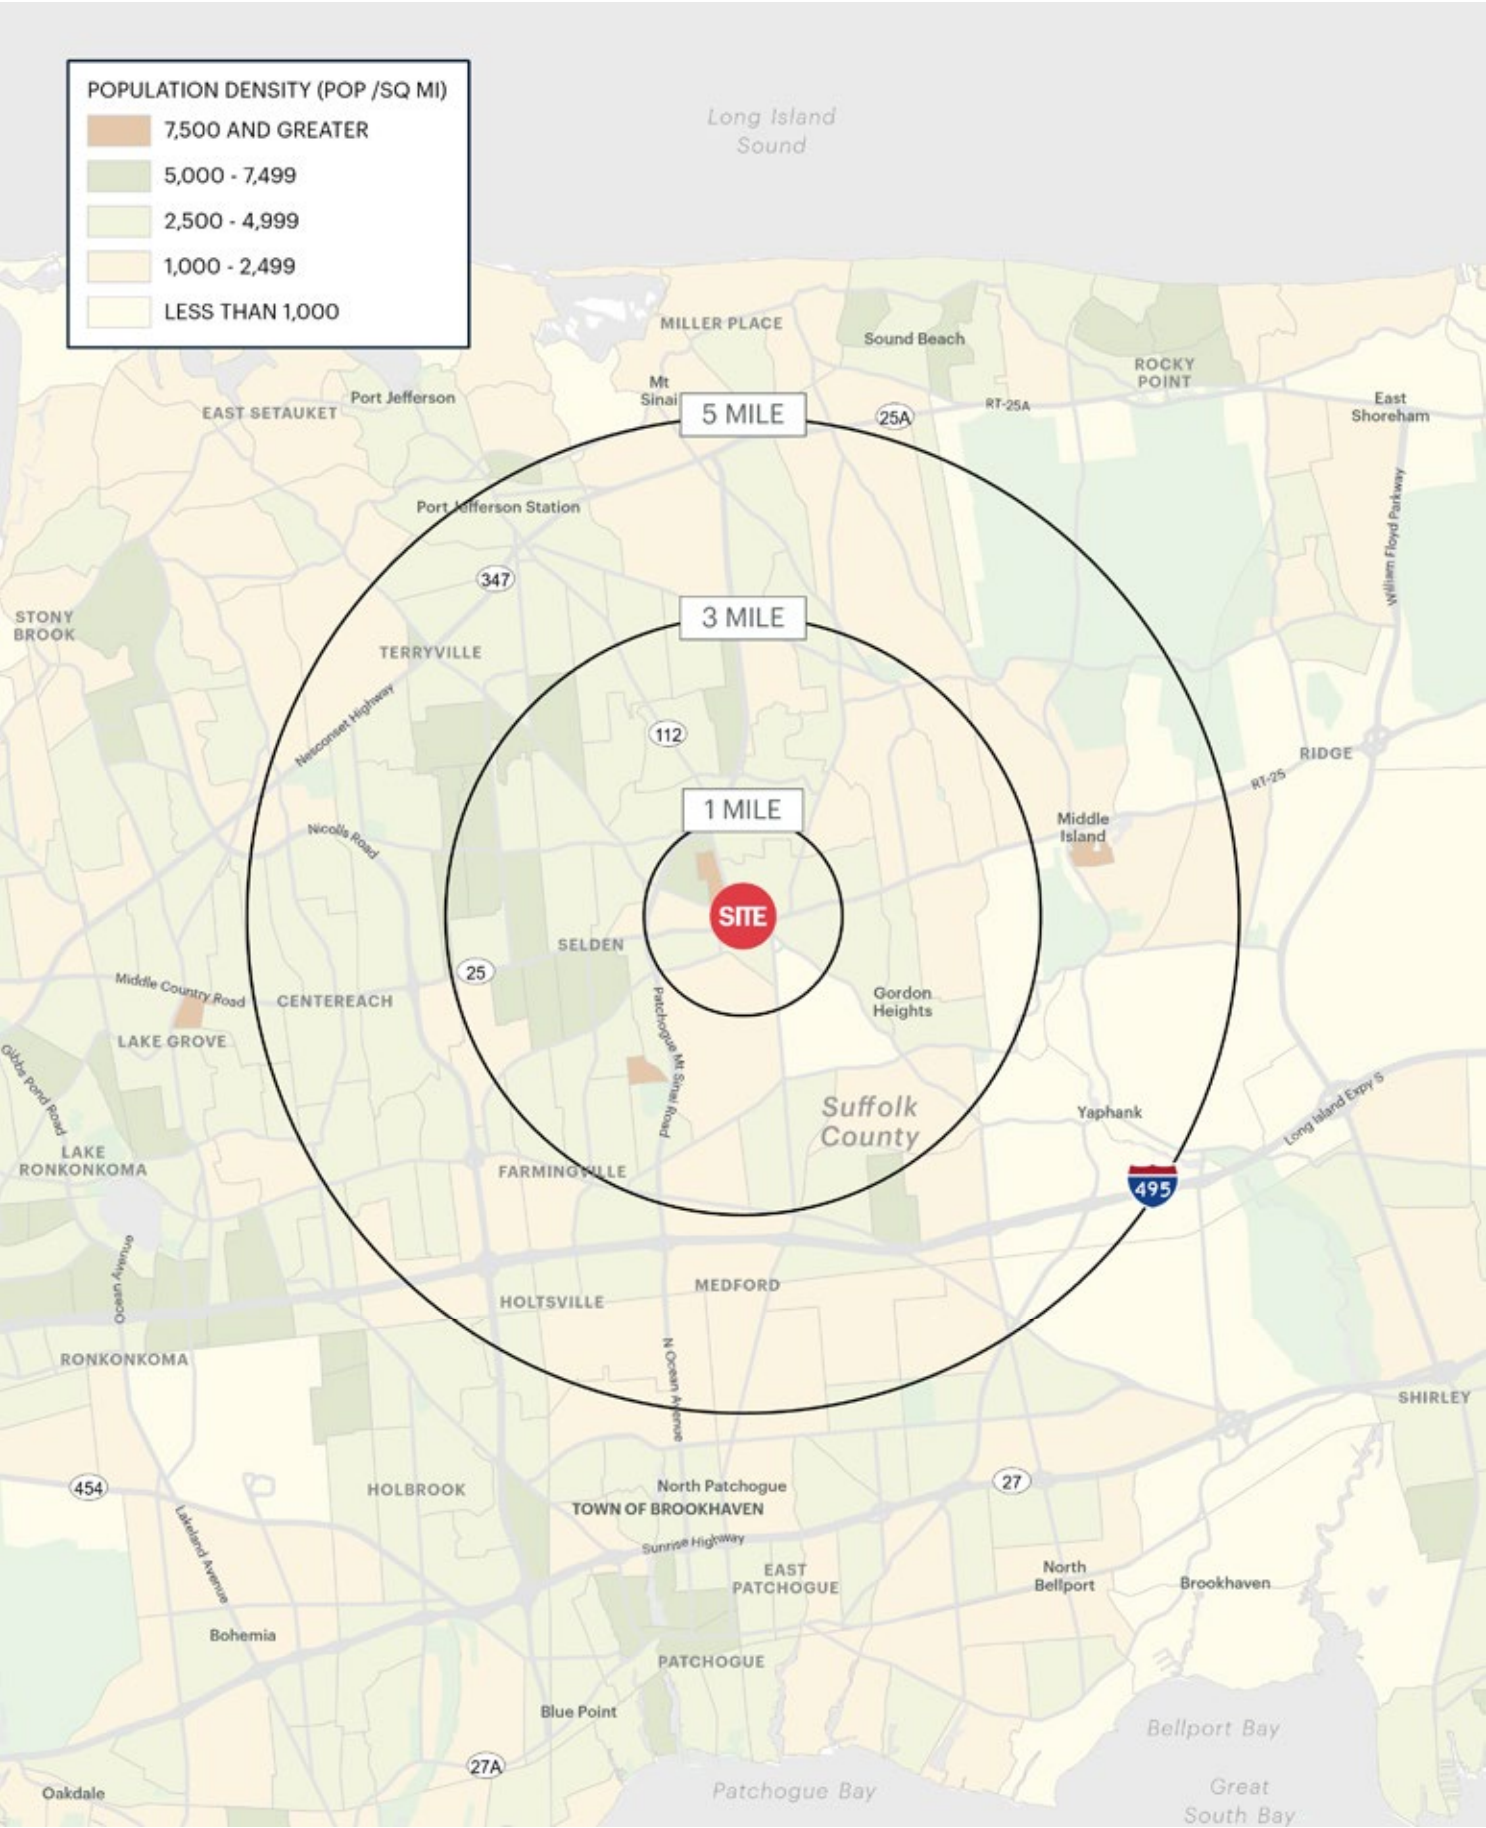 POPULATION DENSITY (POP /SQ MI)
7,500 AND GREATER
5,000 - 7,499
2,500 - 4,999
1,000 - 2,499
LESS THAN 1,000
Long Island
Sound
MILLER PLACE
Sound Beach
ROCKY
POINT
Mt
Sinai
Port Jefferson
EAST SETAUKET
5 MILE
25A
RT-25A
East
Shoreham
Port Jefferson Station
William Floyd Parkway
347
STONY
BROOK
3 MILE
TERRYVILLE
Nesconset Highway
112
RIDGE
RT-25
1 MILE
Nicolls Road
Middle
Island
SITE
SELDEN
25
Middle Country Road
CENTEREACH
Gordon
Heights
LAKE GROVE
Gibbs Pond Road
Patchogue Mt Sinai Road
Suffolk
County
Yaphank
Long Island Expy S
LAKE
RONKONKOMA
FARMINGVILLE
495
Ocean Avenue
MEDFORD
HOLTSVILLE
RONKONKOMA
N Ocean Avenue
SHIRLEY
454
HOLBROOK
North Patchogue
27
TOWN OF BROOKHAVEN
Lakeland Avenue
Sunrise Highway
EAST
PATCHOGUE
North
Bellport
Brookhaven
Bohemia
PATCHOGUE
Blue Point
Bellport Bay
27A
Oakdale
Patchogue Bay
Great
South Bay